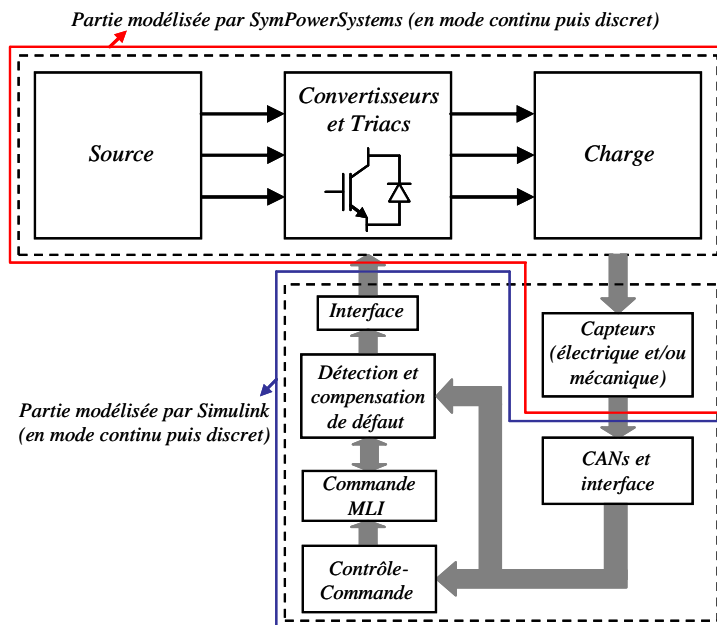 Partie modélisée par SymPowerSystems (en mode continu puis discret)
Source
Convertisseurs
et Triacs
Charge
Interface
Capteurs
(électrique et/ou
mécanique)
Détection et
compensation
de défaut
Partie modélisée par Simulink
(en mode continu puis discret)
CANs et
interface
Commande
MLI
Contrôle-
Commande